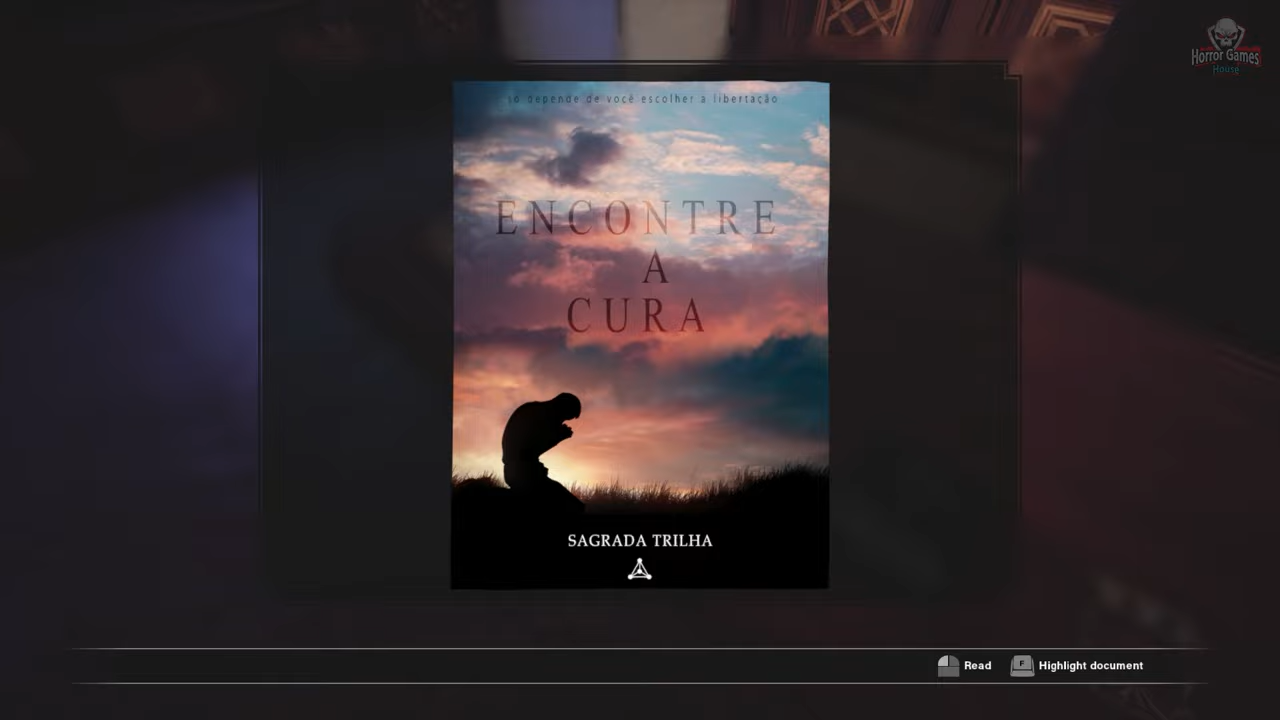 Horror Games
House
só depende de você escolher a libertação
ENCONTRE
A
CURA
SAGRADA TRILHA
Read
F
Highlight document